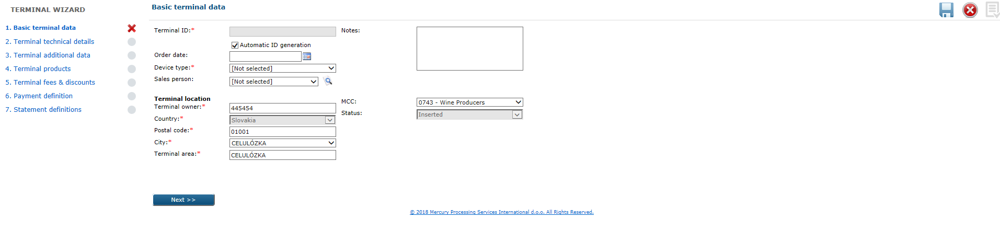 TERMINAL WIZARD
1. Basic terminal data
2. Terminal technical details
3. Terminal additional data
4. Terminal products
5. Terminal fees & discounts
6. Payment definition
7. Statement definitions
Basic terminal data
Terminal ID:*
Automatic ID generation
Order date:
Device type:* [Not selected]
Sales person: [Not selected]
Notes:
Terminal location
Terminal owner:* 445454
Country:* Slovakia
Postal code:* 01001
City:* CELULÓZKA
Terminal area:* CELULÓZKA
MCC: 0743 - Wine Producers
Status: Inserted
Next >>
© 2018 Mercury Processing Services International d.o.o. All Rights Reserved.